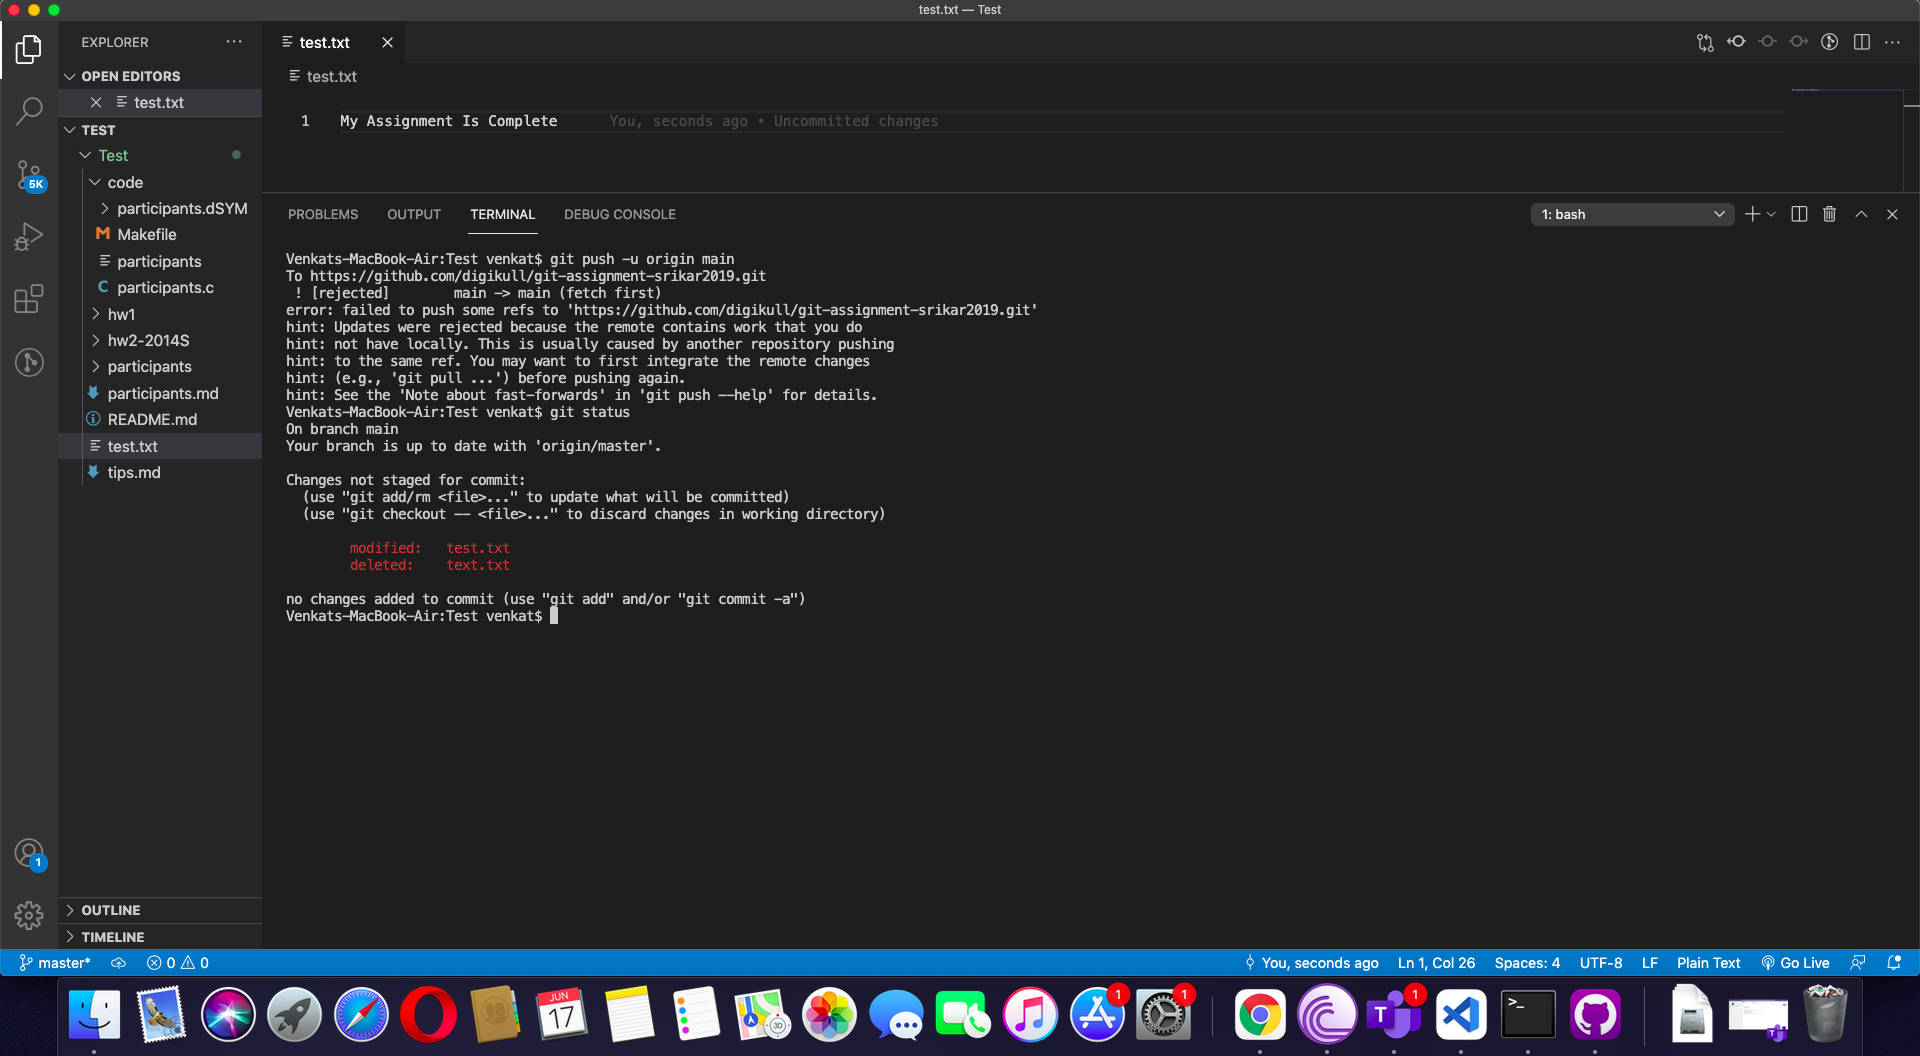 test.txt — Test
EXPLORER
OPEN EDITORS
test.txt
TEST
Test
code
participants.dSYM
Makefile
participants
participants.c
hw1
hw2-2014S
participants
participants.md
README.md
test.txt
tips.md
OUTLINE
TIMELINE
5K
1
test.txt
test.txt
1 My Assignment Is Complete You, seconds ago • Uncommitted changes
PROBLEMS OUTPUT TERMINAL DEBUG CONSOLE
1: bash
Venkats-MacBook-Air:Test venkat$ git push -u origin main
To https://github.com/digikull/git-assignment-srikar2019.git
! [rejected] main -> main (fetch first)
error: failed to push some refs to 'https://github.com/digikull/git-assignment-srikar2019.git'
hint: Updates were rejected because the remote contains work that you do
hint: not have locally. This is usually caused by another repository pushing
hint: to the same ref. You may want to first integrate the remote changes
hint: (e.g., 'git pull ...') before pushing again.
hint: See the 'Note about fast-forwards' in 'git push --help' for details.
Venkats-MacBook-Air:Test venkat$ git status
On branch main
Your branch is up to date with 'origin/master'.
Changes not staged for commit:
(use "git add/rm <file>..." to update what will be committed)
(use "git checkout -- <file>..." to discard changes in working directory)
modified: test.txt
deleted: text.txt
no changes added to commit (use "git add" and/or "git commit -a")
Venkats-MacBook-Air:Test venkat$
master* 0 0 You, seconds ago Ln 1, Col 26 Spaces: 4 UTF-8 LF Plain Text Go Live
JUN
17
3D
1
1
1
T
>_